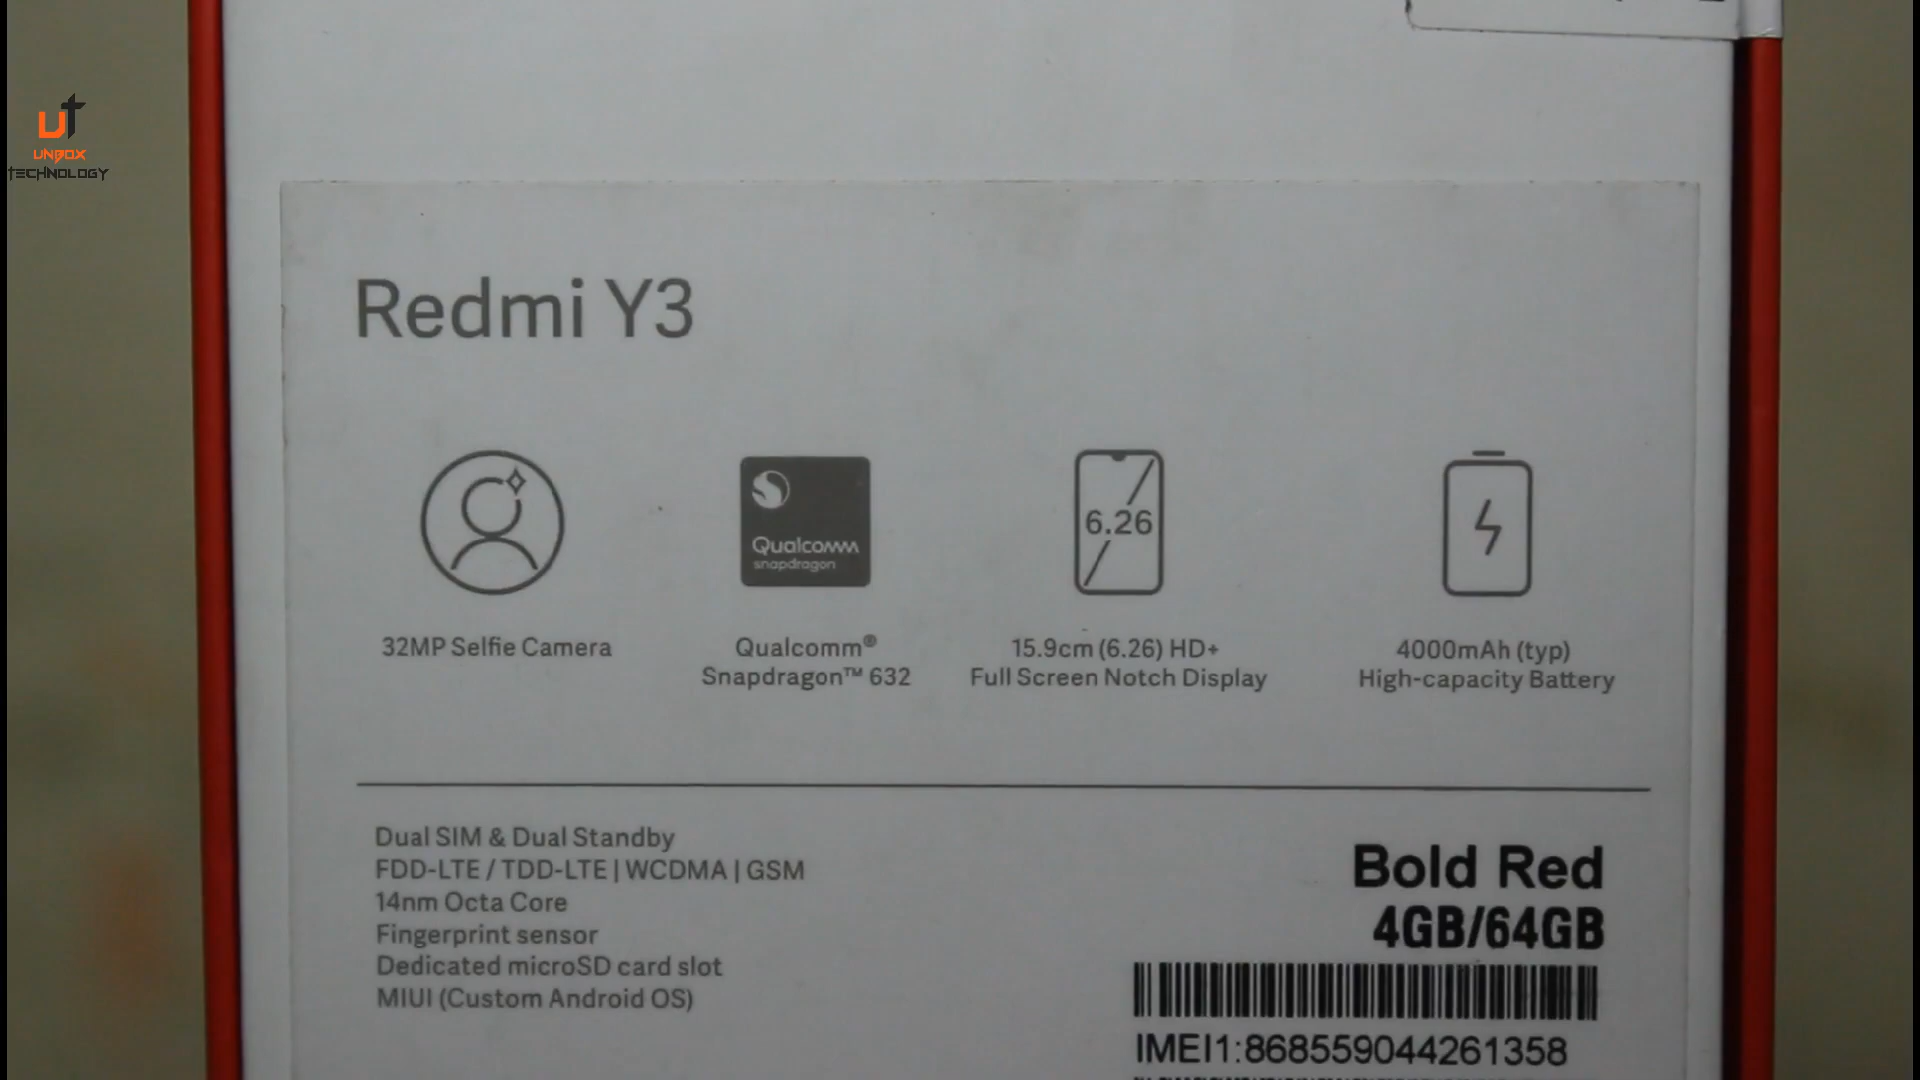 UT
UNBOX
TECHNOLOGY
Redmi Y3
Qualcomm
snapdragon
6.26
32MP Selfie Camera
Qualcomm®
Snapdragon™ 632
15.9cm (6.26) HD+
Full Screen Notch Display
4000mAh (typ)
High-capacity Battery
Dual SIM & Dual Standby
FDD-LTE / TDD-LTE | WCDMA | GSM
14nm Octa Core
Fingerprint sensor
Dedicated microSD card slot
MIUI (Custom Android OS)
Bold Red
4GB/64GB
IMEI1:868559044261358